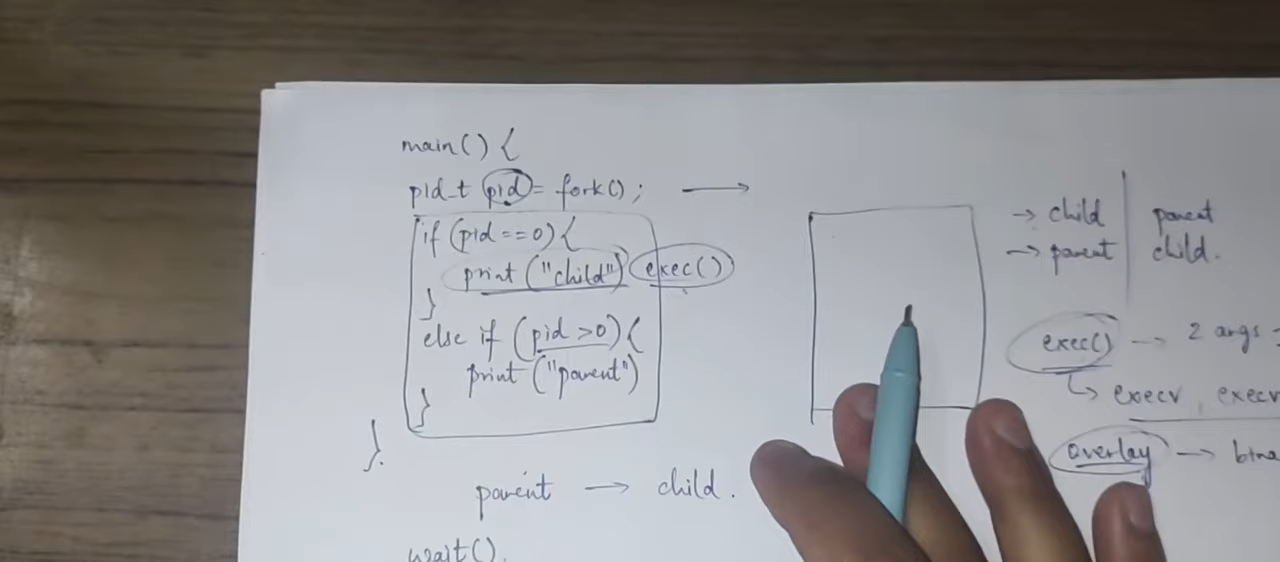 main() {
pid_t pid = fork(); →
if (pid == 0) {
print ("child") exec()
}
else if (pid > 0) {
print ("parent")
}
}.
parent → child.
wait().
→ child | parent
→ parent | child.
exec() → 2 args
↳ execv, execv
overlay → bina